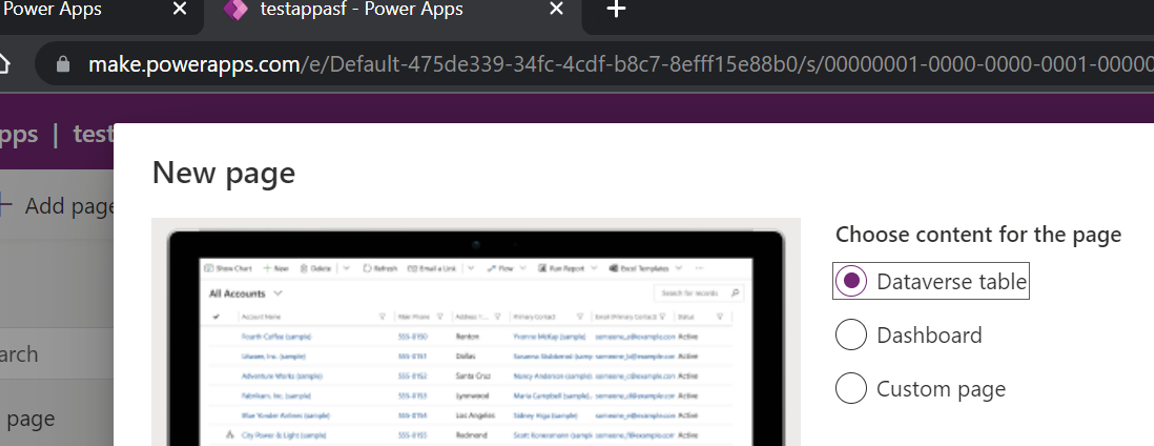 Power Apps
testappasf - Power Apps
make.powerapps.com/e/Default-475de339-34fc-4cdf-b8c7-8efff15e88b0/s/00000001-0000-0000-0001-00000
pps | test
New page
Add page
Choose content for the page
Show Chart New Delete Refresh Email a Link Flow Run Report Excel Templates
Dataverse table
All Accounts Search for records
Account Name Main Phone Address 1:... Primary Contact Email (Primary Contact) Status
Fourth Coffee (sample) 555-0150 Renton Yvonne McKay (sample) someone_a@example.com Active
Litware, Inc. (sample) 555-0151 Dallas Susanna Stubberod (samp someone_b@example.com Active
Dashboard
arch
Adventure Works (sample) 555-0152 Santa Cruz Nancy Anderson (sample) someone_c@example.com Active
Fabrikam, Inc. (sample) 555-0153 Lynnwood Maria Campbell (sample) someone_d@example.com Active
Custom page
page
Blue Yonder Airlines (sample) 555-0154 Los Angeles Sidney Higa (sample) someone_e@example.com Active
City Power & Light (sample) 555-0155 Redmond Scott Konersmann (sample someone_f@example.com Active